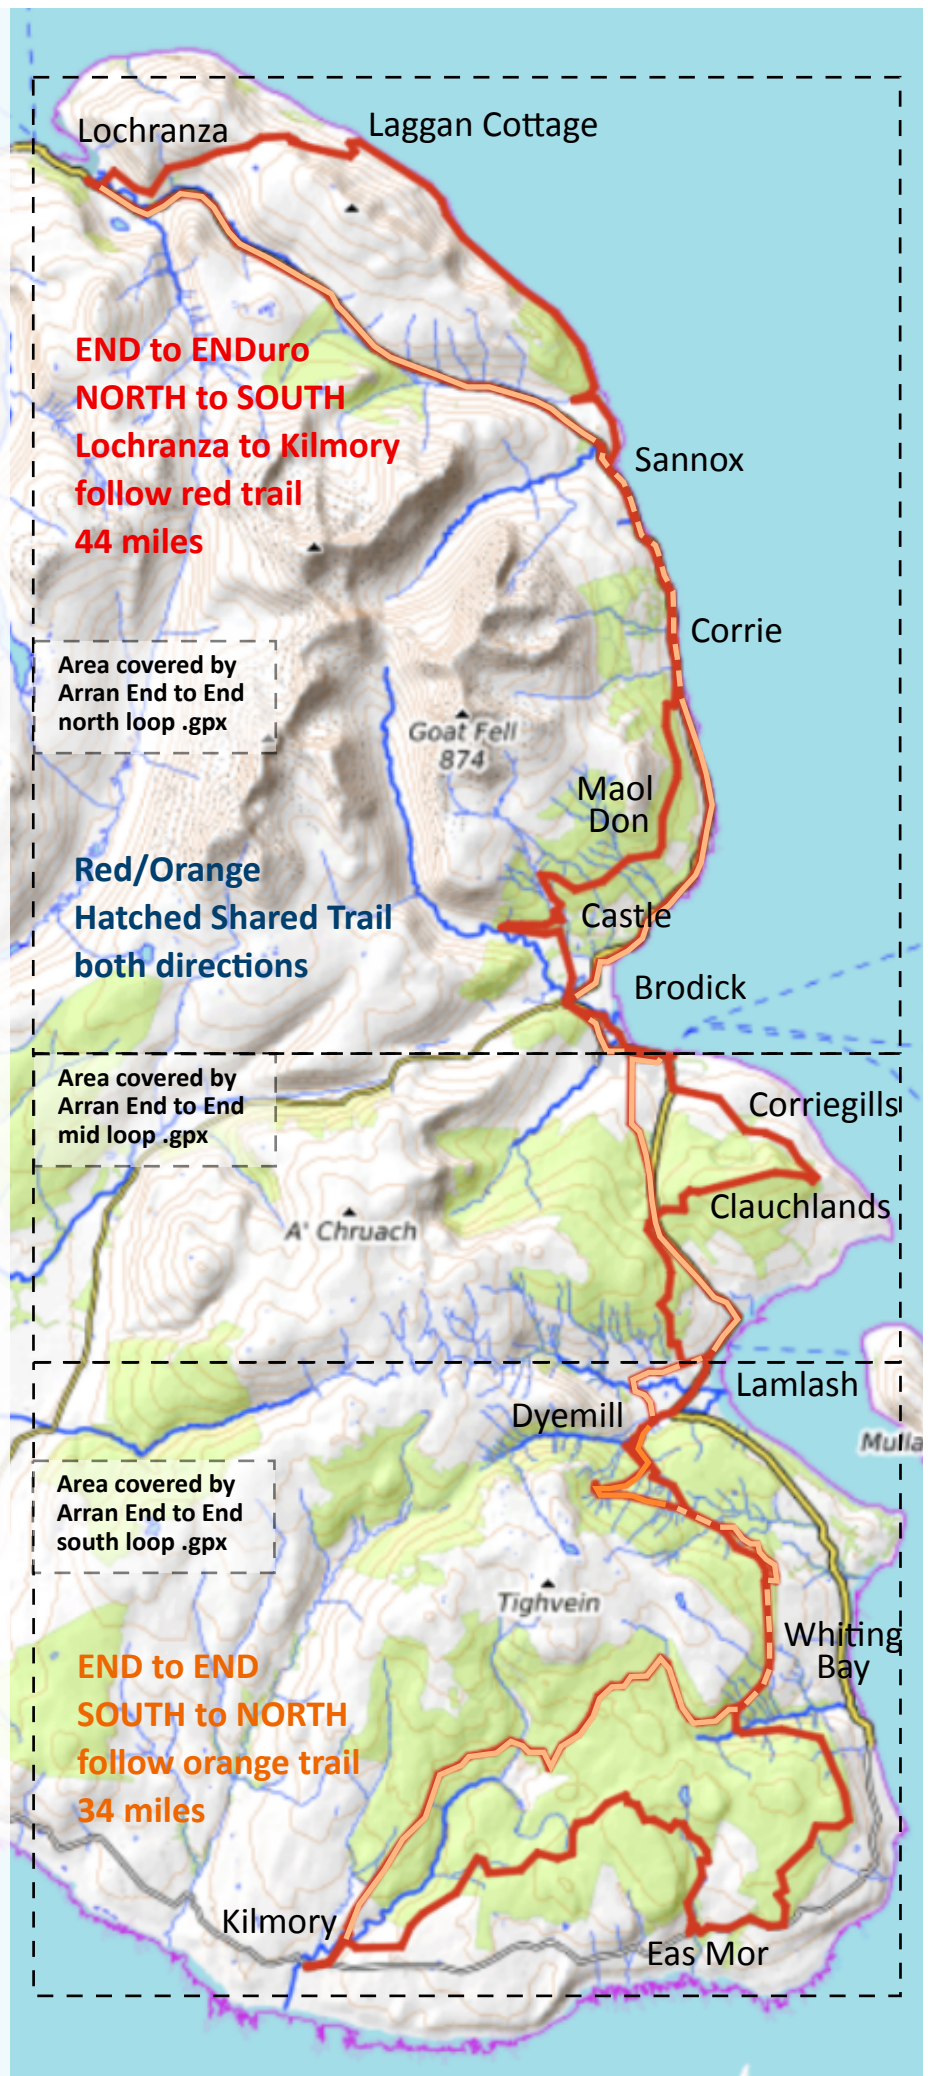 Lochranza
Laggan Cottage
END to ENDuro
NORTH to SOUTH
Lochranza to Kilmory
follow red trail
44 miles
Sannox
Corrie
Area covered by
Arran End to End
north loop .gpx
Goat Fell
874
Maol
Don
Red/Orange
Hatched Shared Trail
both directions
Castle
Brodick
Area covered by
Arran End to End
mid loop .gpx
Corriegills
Clauchlands
A' Chruach
Lamlash
Dyemill
Mulla
Area covered by
Arran End to End
south loop .gpx
Tighvein
Whiting
Bay
END to END
SOUTH to NORTH
follow orange trail
34 miles
Kilmory
Eas Mor